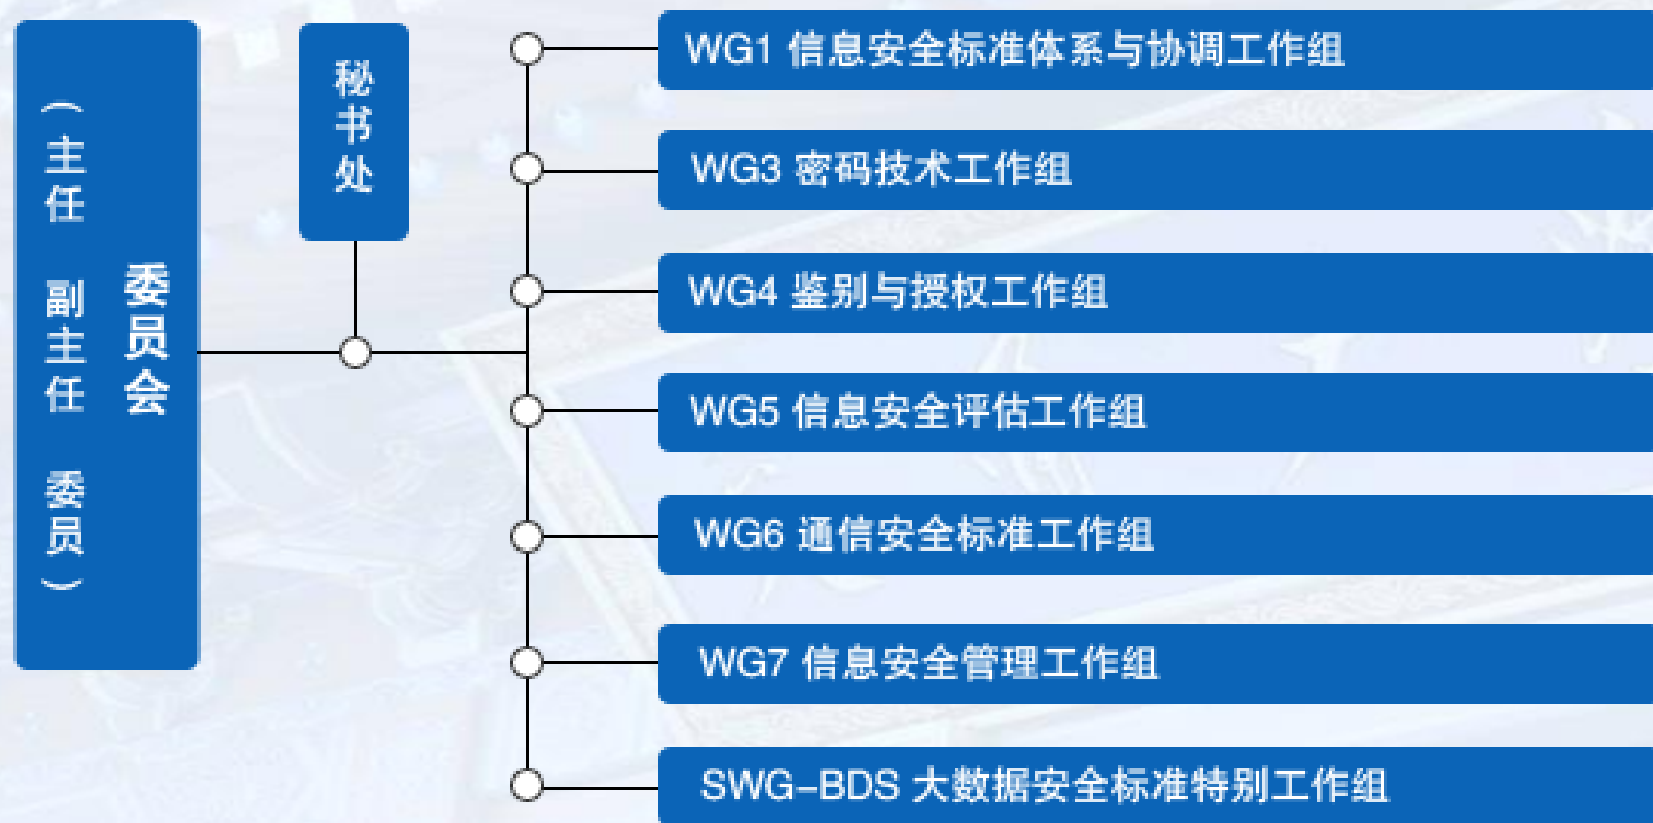 委员会
（主任 副主任 委员）
秘书处
WG1 信息安全标准体系与协调工作组
WG3 密码技术工作组
WG4 鉴别与授权工作组
WG5 信息安全评估工作组
WG6 通信安全标准工作组
WG7 信息安全管理工作组
SWG-BDS 大数据安全标准特别工作组